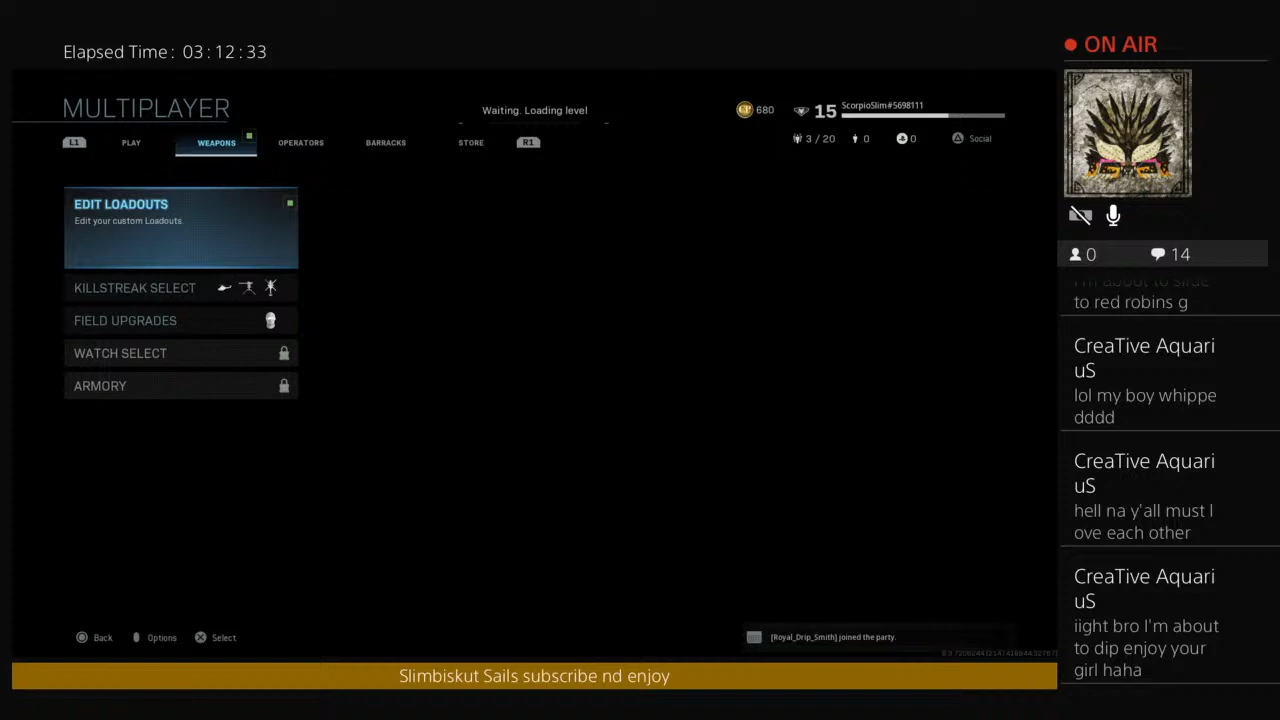 Elapsed Time: 03:12:33
ON AIR
MULTIPLAYER
Waiting. Loading level
680
15
ScorpioSlim#5698111
3 / 20
0
0
Social
L1
PLAY
WEAPONS
OPERATORS
BARRACKS
STORE
R1
EDIT LOADOUTS
Edit your custom Loadouts.
KILLSTREAK SELECT
FIELD UPGRADES
WATCH SELECT
ARMORY
Back
Options
Select
[Royal_Drip_Smith] joined the party.
Slimbiskut Sails subscribe nd enjoy
0
14
I'm about to slide
to red robins g
CreaTive Aquari
uS
lol my boy whippe
dddd
CreaTive Aquari
uS
hell na y'all must l
ove each other
CreaTive Aquari
uS
iight bro I'm about
to dip enjoy your
girl haha